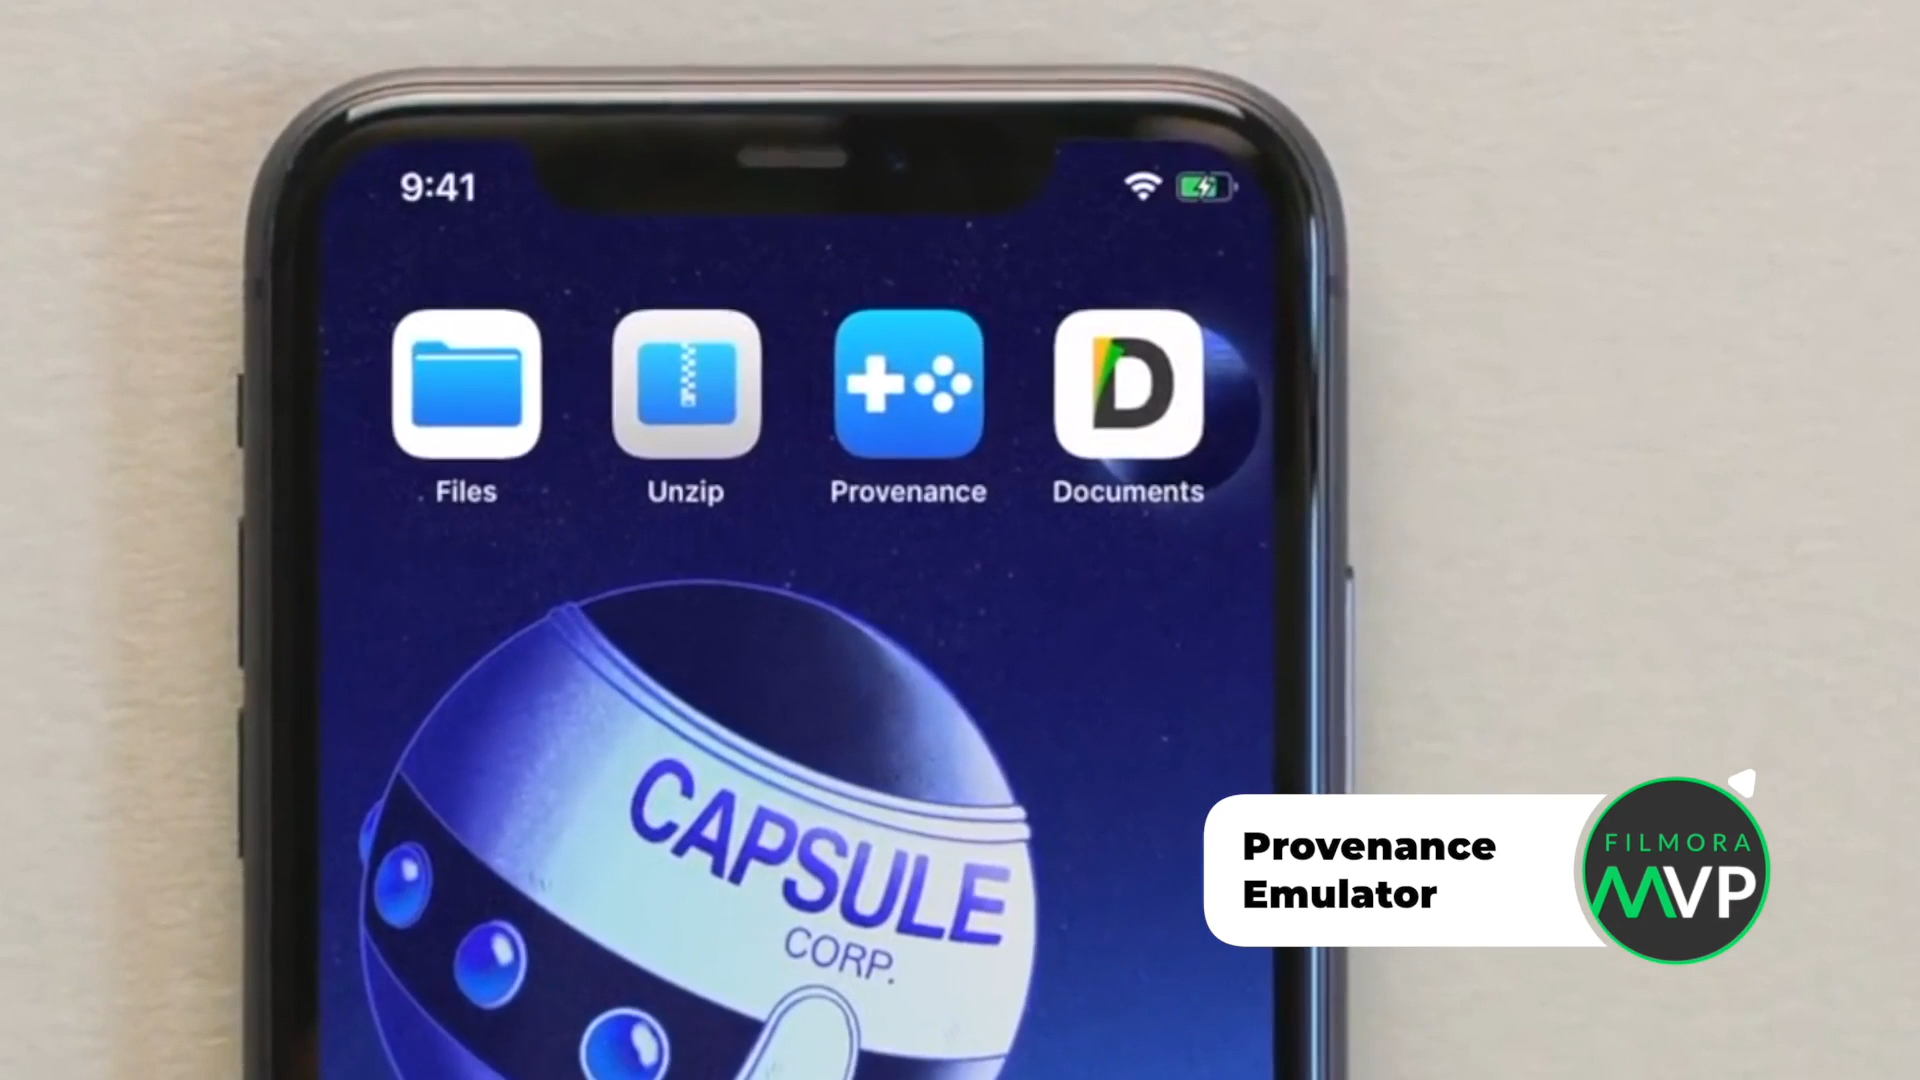 9:41
Files
Unzip
Provenance
Documents
CAPSULE
CORP.
Provenance
Emulator
FILMORA
MVP